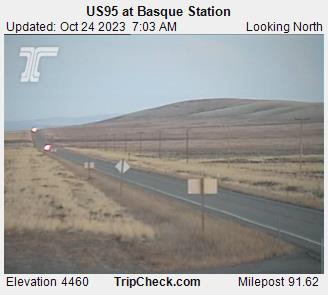 US95 at Basque Station
Updated: Oct 24 2023 7:03 AM Looking North
Elevation 4460 TripCheck.com Milepost 91.62